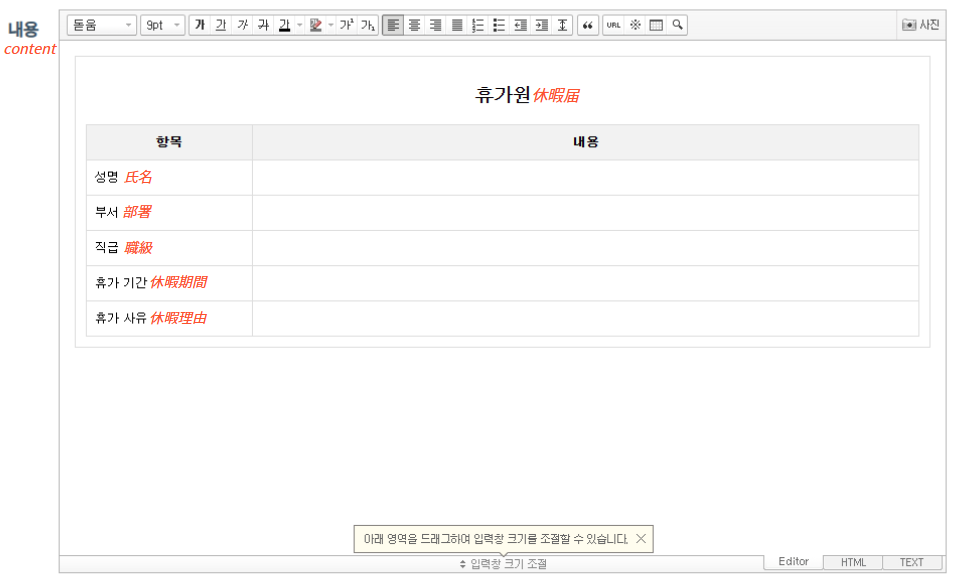 내용
content
돋움 9pt 가 가 가 가 가 가¹ 가₁ URL 사진
휴가원 休暇届
항목 내용
성명 氏名
부서 部署
직급 職級
휴가 기간 休暇期間
휴가 사유 休暇理由
아래 영역을 드래그하여 입력창 크기를 조절할 수 있습니다.
입력창 크기 조절
Editor HTML TEXT